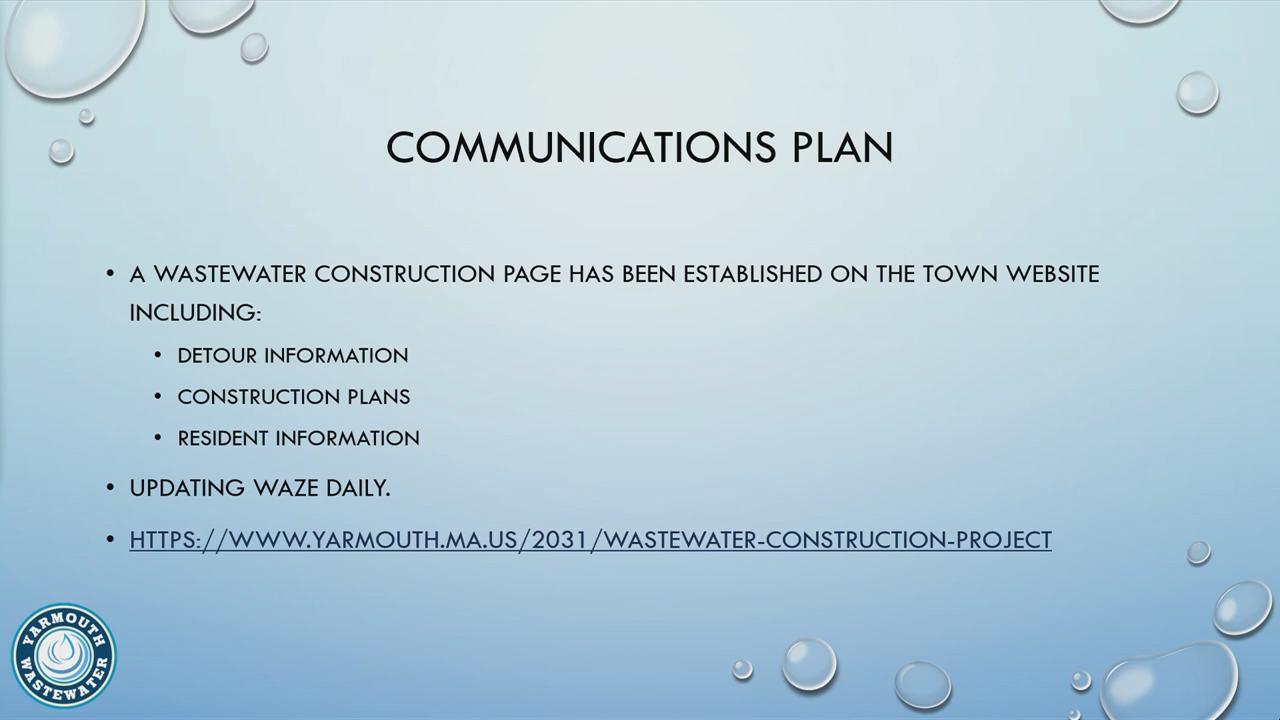 COMMUNICATIONS PLAN
• A WASTEWATER CONSTRUCTION PAGE HAS BEEN ESTABLISHED ON THE TOWN WEBSITE
INCLUDING:
• DETOUR INFORMATION
• CONSTRUCTION PLANS
• RESIDENT INFORMATION
• UPDATING WAZE DAILY.
• HTTPS://WWW.YARMOUTH.MA.US/2031/WASTEWATER-CONSTRUCTION-PROJECT
YARMOUTH
WASTEWATER